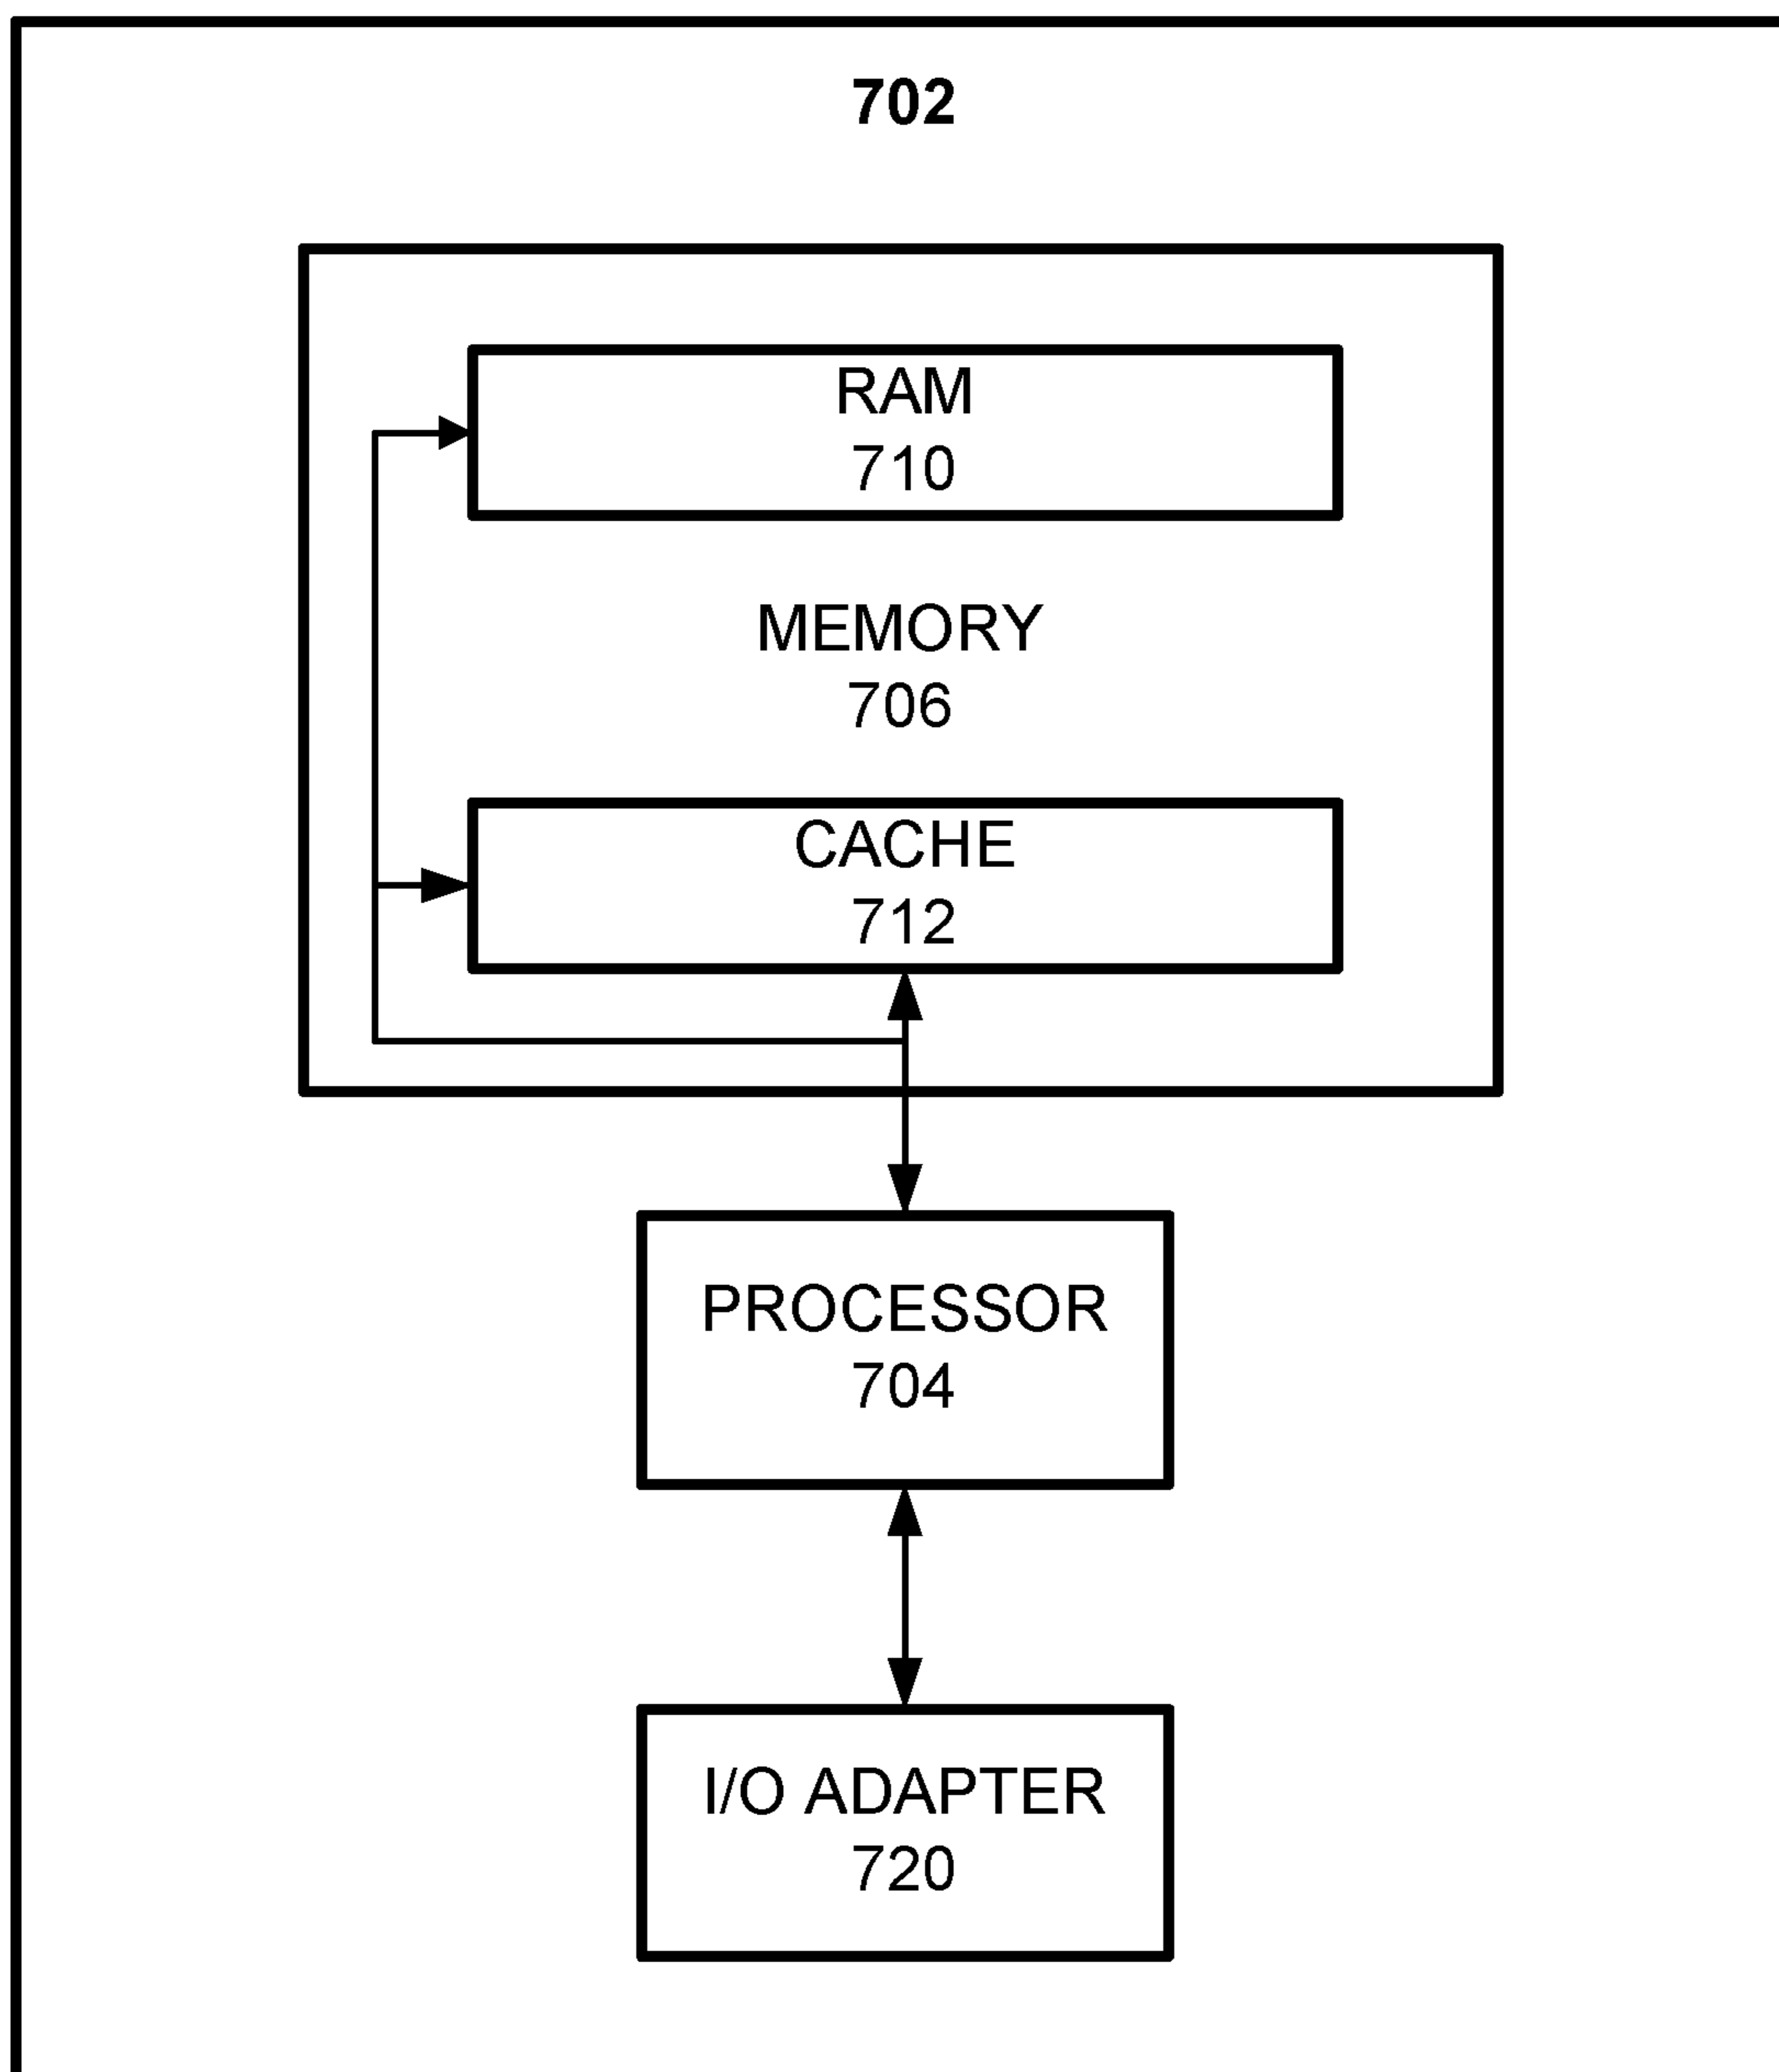 702
RAM
710
MEMORY
706
CACHE
712
PROCESSOR
704
I/O ADAPTER
720